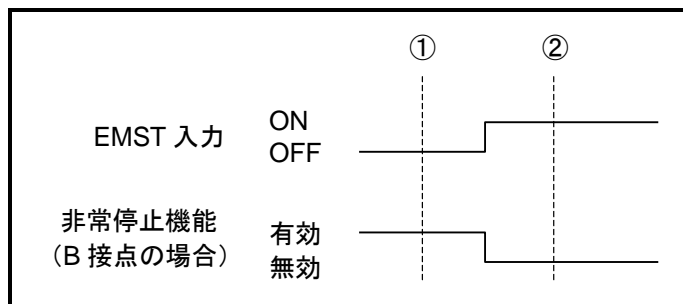 ① ②
EMST 入力
ON
OFF
非常停止機能
（B 接点の場合）
有効
無効